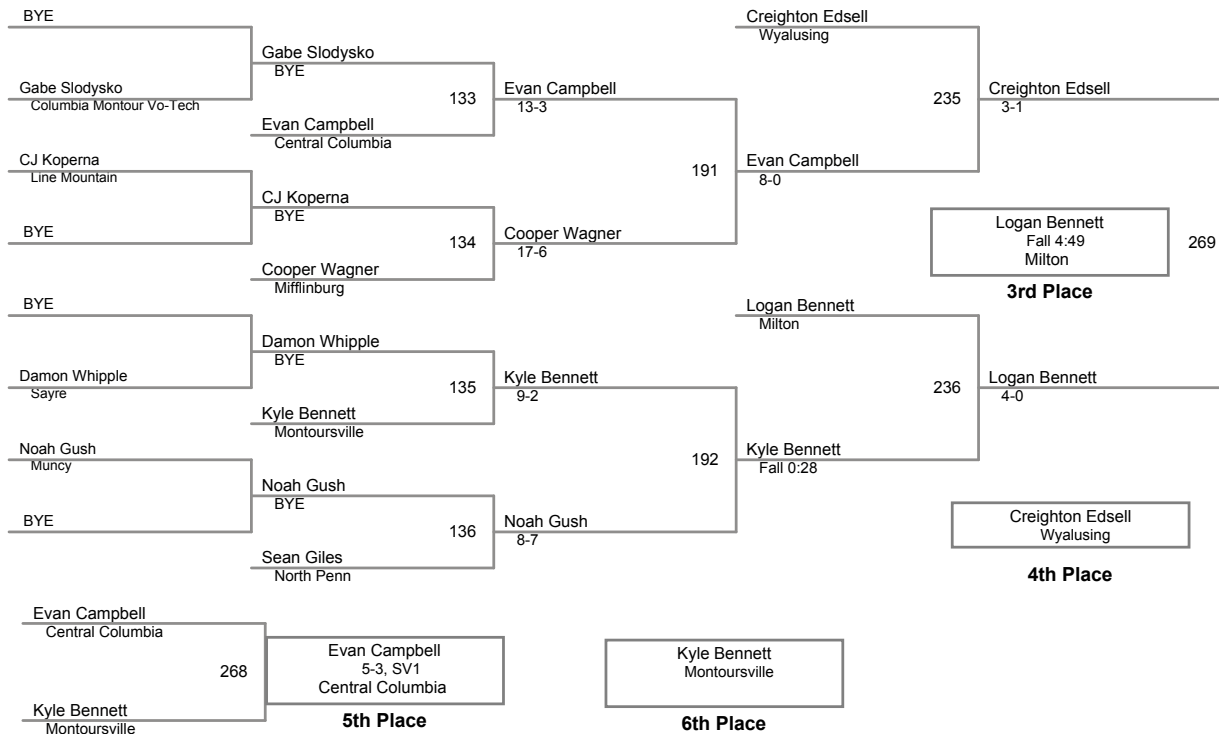 BYE
Gabe Slodysko
Columbia Montour Vo-Tech
CJ Koperna
Line Mountain
BYE
BYE
Damon Whipple
Sayre
Noah Gush
Muncy
BYE
Gabe Slodysko
BYE
133
Evan Campbell
Central Columbia
CJ Koperna
BYE
134
Cooper Wagner
Mifflinburg
Damon Whipple
BYE
135
Kyle Bennett
Montoursville
Noah Gush
BYE
136
Sean Giles
North Penn
Evan Campbell
13-3
191
Cooper Wagner
17-6
Kyle Bennett
9-2
192
Noah Gush
8-7
Creighton Edsell
Wyalusing
235
Evan Campbell
8-0
Logan Bennett
Milton
236
Kyle Bennett
Fall 0:28
Creighton Edsell
3-1
Logan Bennett
Fall 4:49
Milton
269
3rd Place
Logan Bennett
4-0
Creighton Edsell
Wyalusing
4th Place
Evan Campbell
Central Columbia
268
Kyle Bennett
Montoursville
Evan Campbell
5-3, SV1
Central Columbia
5th Place
Kyle Bennett
Montoursville
6th Place